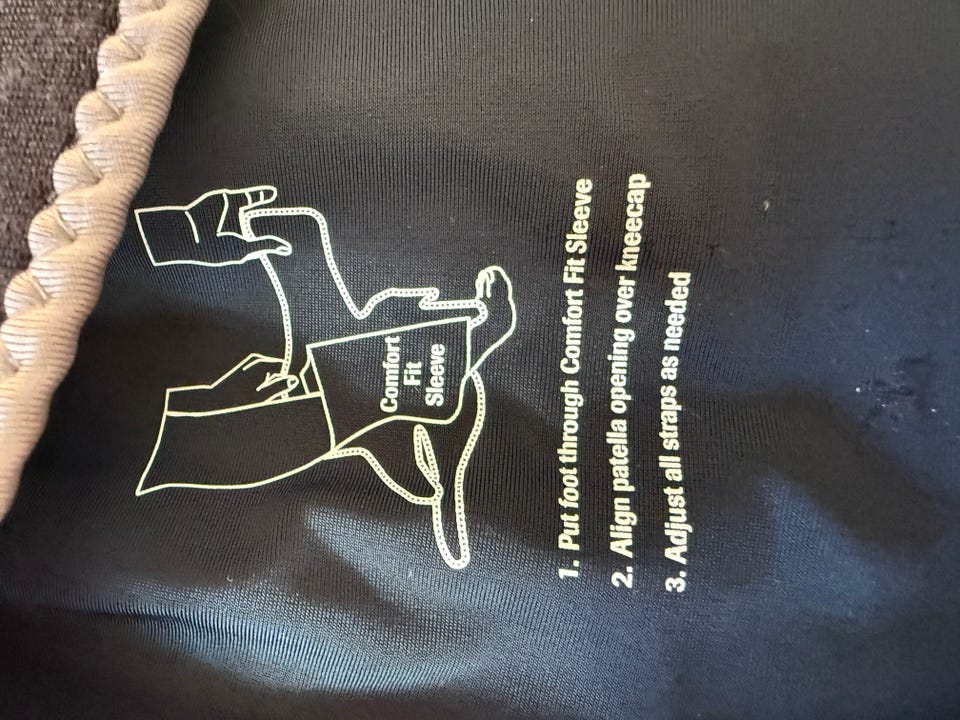 Comfort
Fit
Sleeve
1. Put foot through Comfort Fit Sleeve
2. Align patella opening over kneecap
3. Adjust all straps as needed